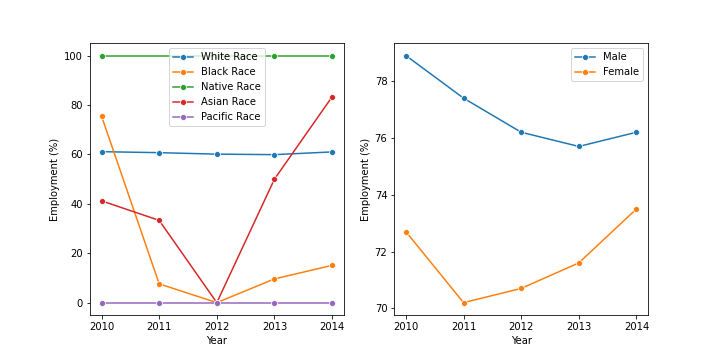 100
80
60
40
20
0
Employment (%)
2010 2011 2012 2013 2014
Year
White Race
Black Race
Native Race
Asian Race
Pacific Race
78
76
74
72
70
Employment (%)
2010 2011 2012 2013 2014
Year
Male
Female